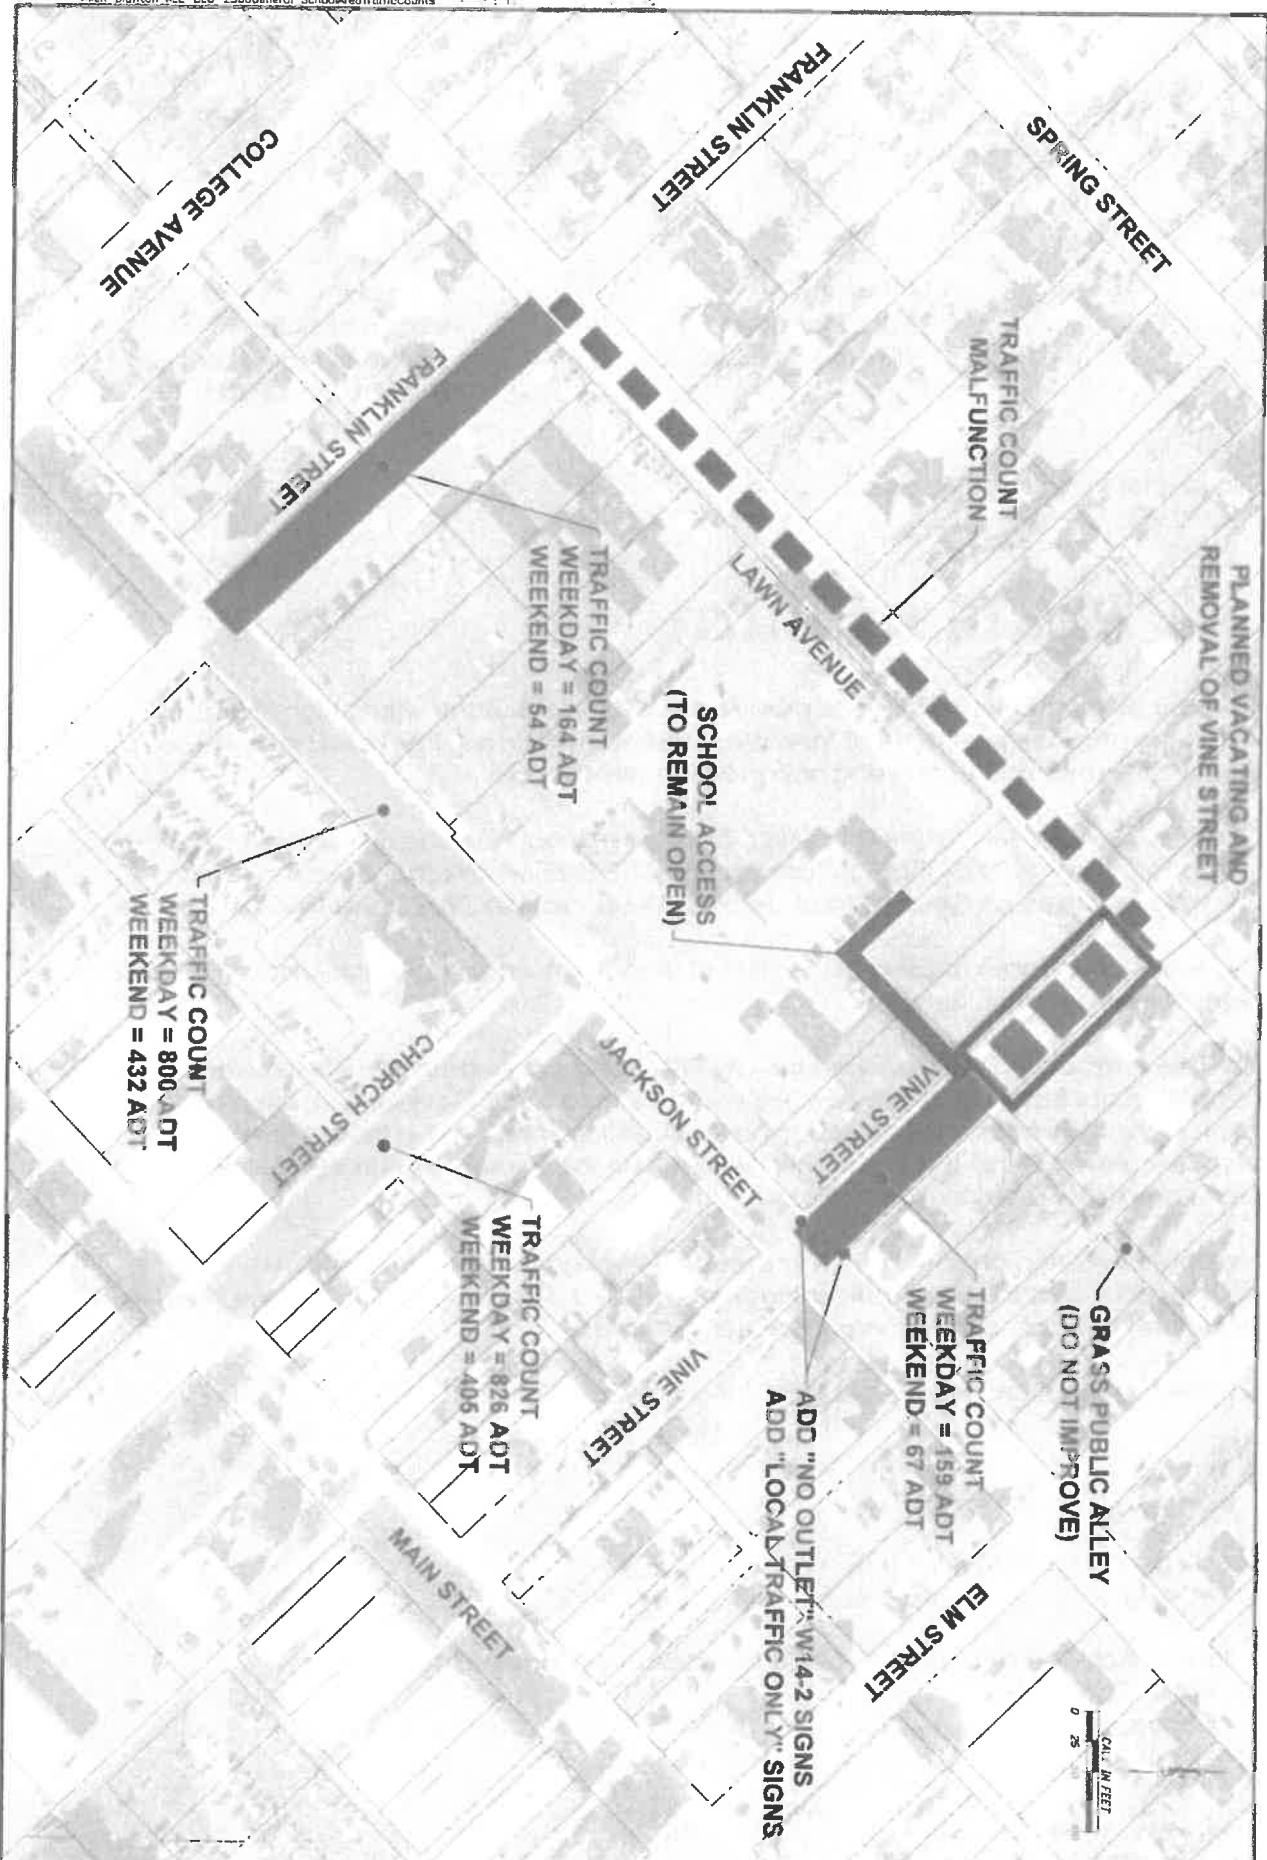 PLANNED VACATING AND
REMOVAL OF VINE STREET
SPRING STREET
FRANKLIN STREET
COLLEGE AVENUE
TRAFFIC COUNT
MALFUNCTION
LAWN AVENUE
FRANKLIN STREET
TRAFFIC COUNT
WEEKDAY = 164 ADT
WEEKEND = 54 ADT
SCHOOL ACCESS
(TO REMAIN OPEN)
GRASS PUBLIC ALLEY
(DO NOT IMPROVE)
VINE STREET
JACKSON STREET
TRAFFIC COUNT
WEEKDAY = 159 ADT
WEEKEND = 67 ADT
ADD "NO OUTLET" W14-2 SIGNS
ADD "LOCAL TRAFFIC ONLY" SIGNS
CHURCH STREET
TRAFFIC COUNT
WEEKDAY = 800 ADT
WEEKEND = 432 ADT
TRAFFIC COUNT
WEEKDAY = 826 ADT
WEEKEND = 405 ADT
VINE STREET
ELM STREET
MAIN STREET
IN FEET
0 25